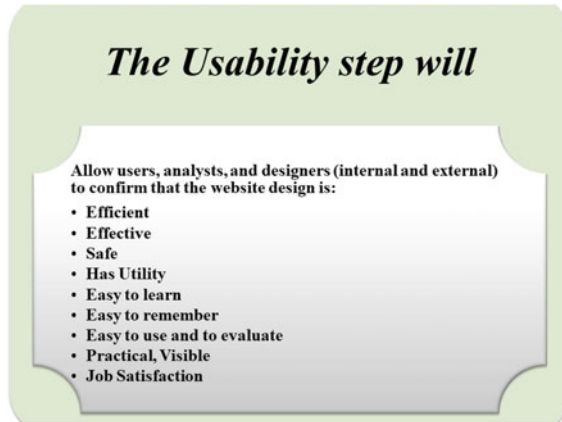 The Usability step will
Allow users, analysts, and designers (internal and external)
to confirm that the website design is:
• Efficient
• Effective
• Safe
• Has Utility
• Easy to learn
• Easy to remember
• Easy to use and to evaluate
• Practical, Visible
• Job Satisfaction